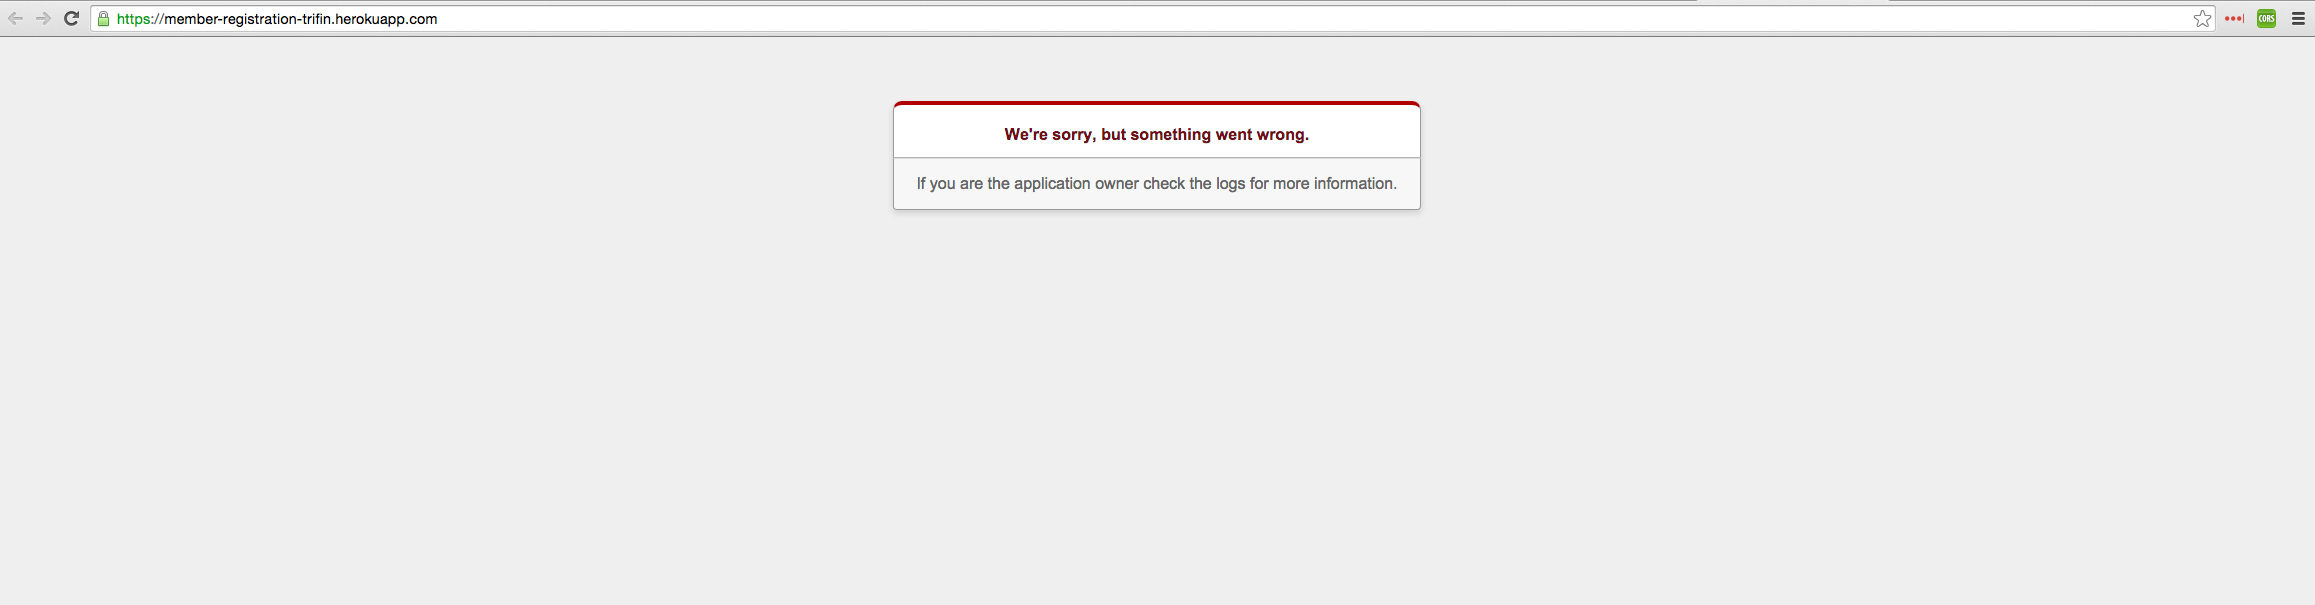 https://member-registration-trifin.herokuapp.com
CORS
We're sorry, but something went wrong.
If you are the application owner check the logs for more information.